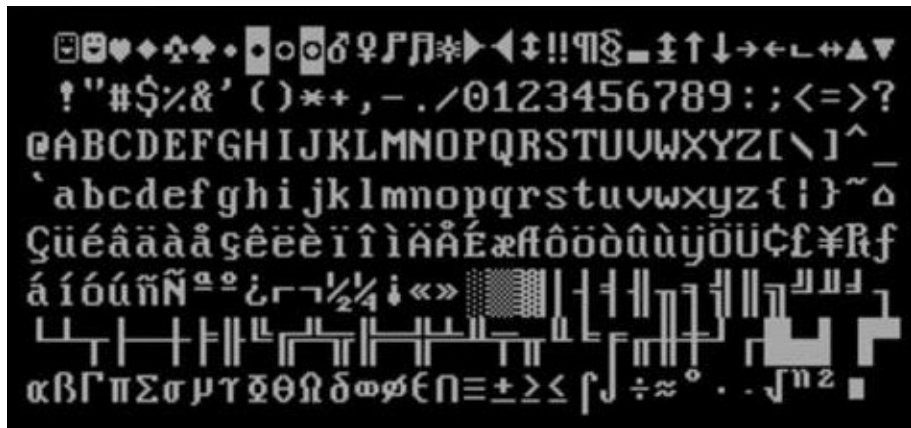 ☺☻♥♦♣♠•◘○◙♂♀♪♫☼►◄↕‼¶§▬↨↑↓→←∟↔▲▼
!"#$%&'()*+,-./0123456789:;<=>?
@ABCDEFGHIJKLMNOPQRSTUVWXYZ[\]^_
`abcdefghijklmnopqrstuvwxyz{¦}~⌂
ÇüéâäàåçêëèïîìÄÅÉæÆôöòûùÿÖÜ¢£¥₧ƒ
áíóúñÑªº¿⌐¬½¼¡«»░▒▓│┤╡╢╖╕╣║╗╝╜╛┐
└┴┬├─┼╞╟╚╔╩╦╠═╬╧╨╤╥╙╘╒╓╫╪┘┌█▄▌▐▀
αßΓπΣσµτΦΘΩδ∞φε∩≡±≥≤⌠⌡÷≈°∙·√ⁿ²■